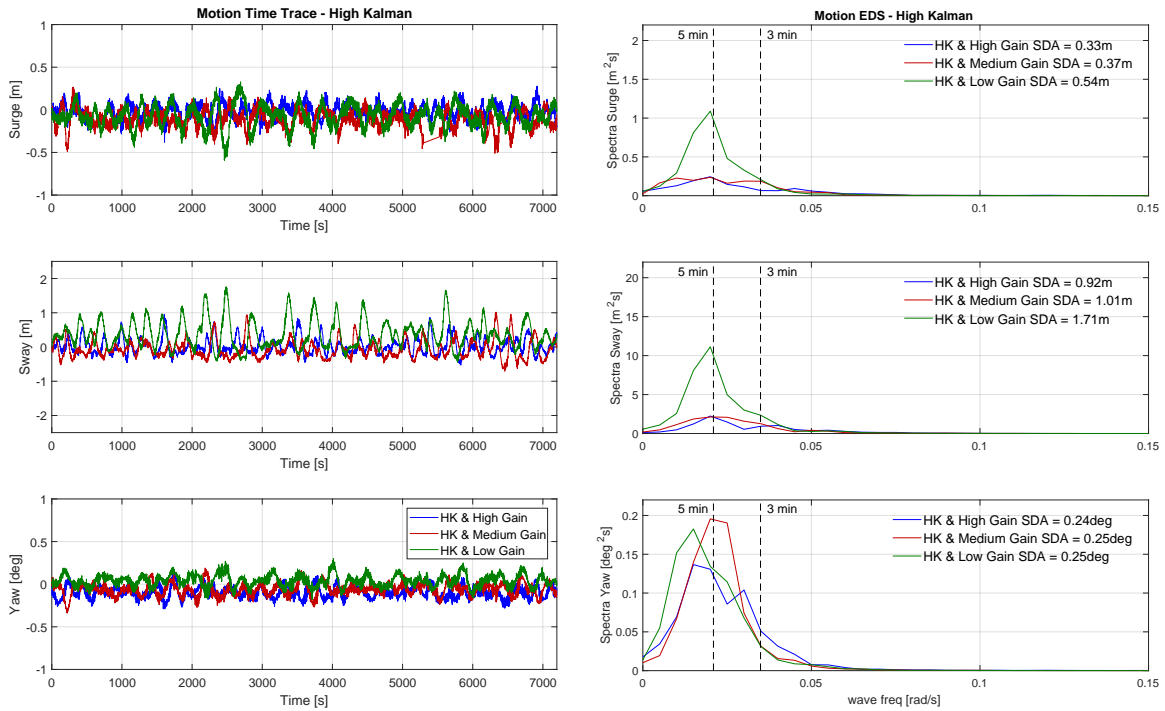 Motion Time Trace - High Kalman
1
0.5
0
-0.5
-1
Surge [m]
0 1000 2000 3000 4000 5000 6000 7000
Time [s]
2
1
0
-1
-2
Sway [m]
0 1000 2000 3000 4000 5000 6000 7000
Time [s]
1
0.5
0
-0.5
-1
Yaw [deg]
HK & High Gain
HK & Medium Gain
HK & Low Gain
0 1000 2000 3000 4000 5000 6000 7000
Time [s]
Motion EDS - High Kalman
2
1.5
1
0.5
0
Spectra Surge [m²s]
5 min
3 min
HK & High Gain SDA = 0.33m
HK & Medium Gain SDA = 0.37m
HK & Low Gain SDA = 0.54m
0 0.05 0.1 0.15
20
15
10
5
0
Spectra Sway [m²s]
5 min
3 min
HK & High Gain SDA = 0.92m
HK & Medium Gain SDA = 1.01m
HK & Low Gain SDA = 1.71m
0 0.05 0.1 0.15
0.2
0.15
0.1
0.05
0
Spectra Yaw [deg²s]
5 min
3 min
HK & High Gain SDA = 0.24deg
HK & Medium Gain SDA = 0.25deg
HK & Low Gain SDA = 0.25deg
0 0.05 0.1 0.15
wave freq [rad/s]